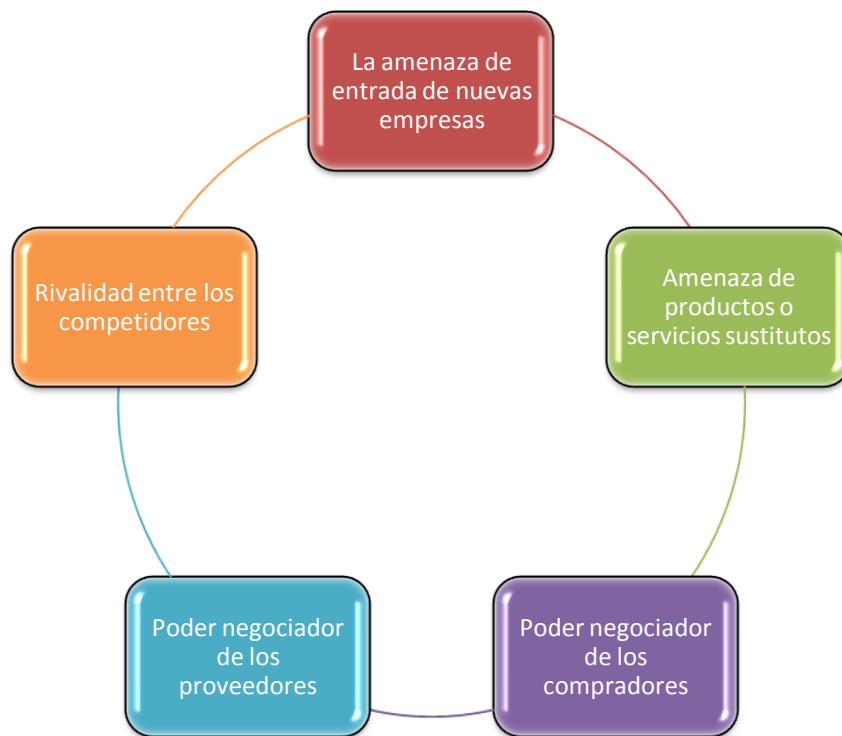 La amenaza de
entrada de nuevas
empresas
Rivalidad entre los
competidores
Amenaza de
productos o
servicios sustitutos
Poder negociador
de los
proveedores
Poder negociador
de los
compradores